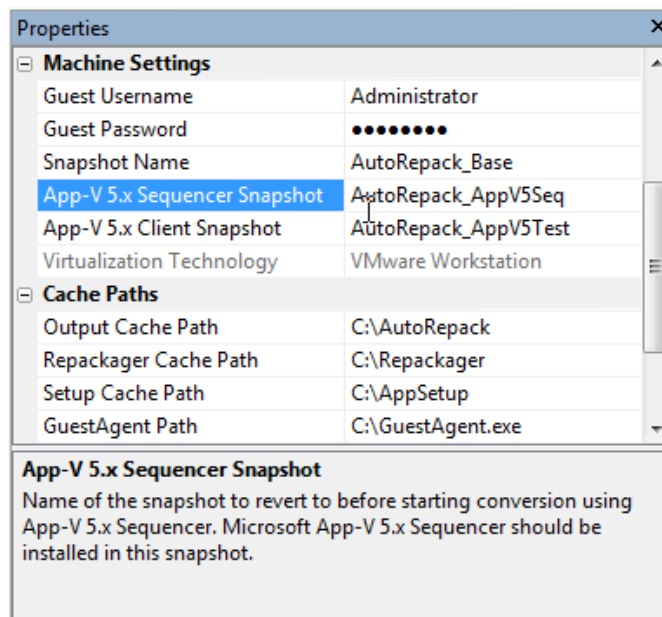 Properties
Machine Settings
Guest Username Administrator
Guest Password ●●●●●●●●
Snapshot Name AutoRepack_Base
App-V 5.x Sequencer Snapshot AutoRepack_AppV5Seq
App-V 5.x Client Snapshot AutoRepack_AppV5Test
Virtualization Technology VMware Workstation
Cache Paths
Output Cache Path C:\AutoRepack
Repackager Cache Path C:\Repackager
Setup Cache Path C:\AppSetup
GuestAgent Path C:\GuestAgent.exe
App-V 5.x Sequencer Snapshot
Name of the snapshot to revert to before starting conversion using
App-V 5.x Sequencer. Microsoft App-V 5.x Sequencer should be
installed in this snapshot.